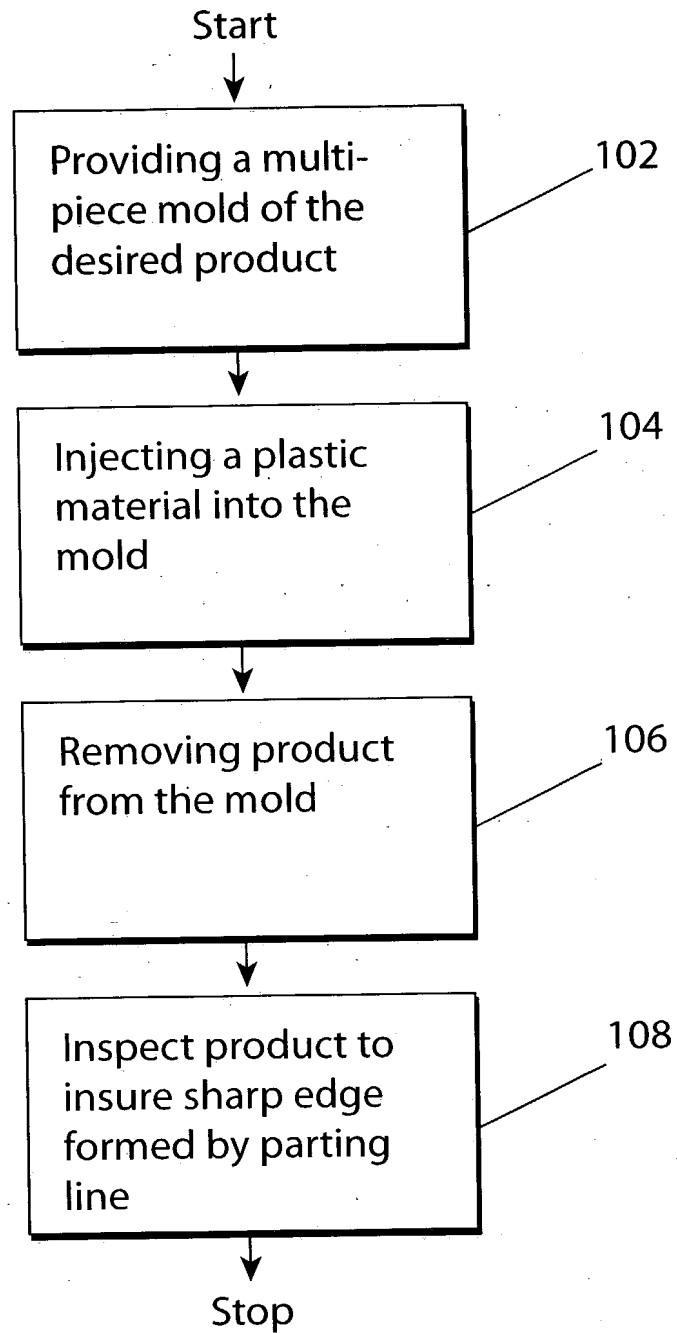 Start
Providing a multi-
piece mold of the
desired product
102
Injecting a plastic
material into the
mold
104
Removing product
from the mold
106
Inspect product to
insure sharp edge
formed by parting
line
108
Stop